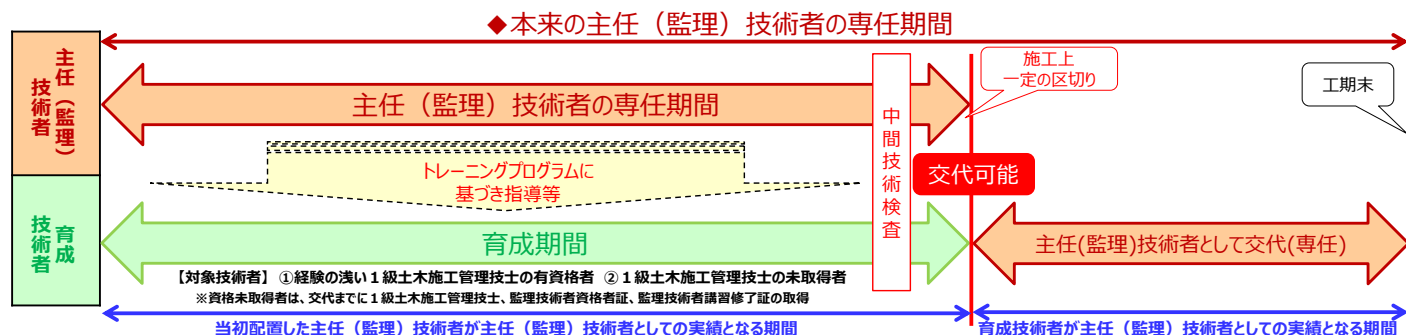 ◆本来の主任（監理）技術者の専任期間
主任（監理）
技術者
主任（監理）技術者の専任期間
中間技術検査
施工上
一定の区切り
工期末
トレーニングプログラムに
基づき指導等
交代可能
育成
技術者
育成期間
主任(監理)技術者として交代(専任)
【対象技術者】 ①経験の浅い１級土木施工管理技士の有資格者 ②１級土木施工管理技士の未取得者
※資格未取得者は、交代までに１級土木施工管理技士、監理技術者資格者証、監理技術者講習修了証の取得
当初配置した主任（監理）技術者が主任（監理）技術者としての実績となる期間
育成技術者が主任（監理）技術者としての実績となる期間